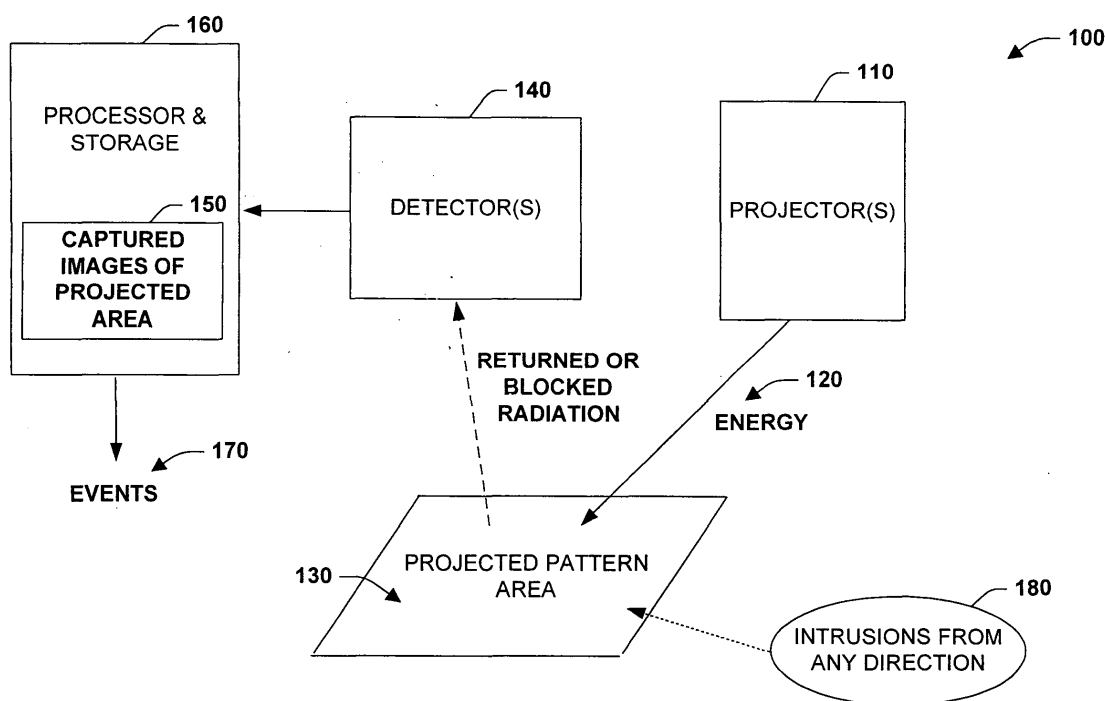 160
100
110
140
PROCESSOR &
STORAGE
150
CAPTURED
IMAGES OF
PROJECTED
AREA
DETECTOR(S)
PROJECTOR(S)
RETURNED OR
BLOCKED
RADIATION
120
ENERGY
170
EVENTS
PROJECTED PATTERN
AREA
130
180
INTRUSIONS FROM
ANY DIRECTION